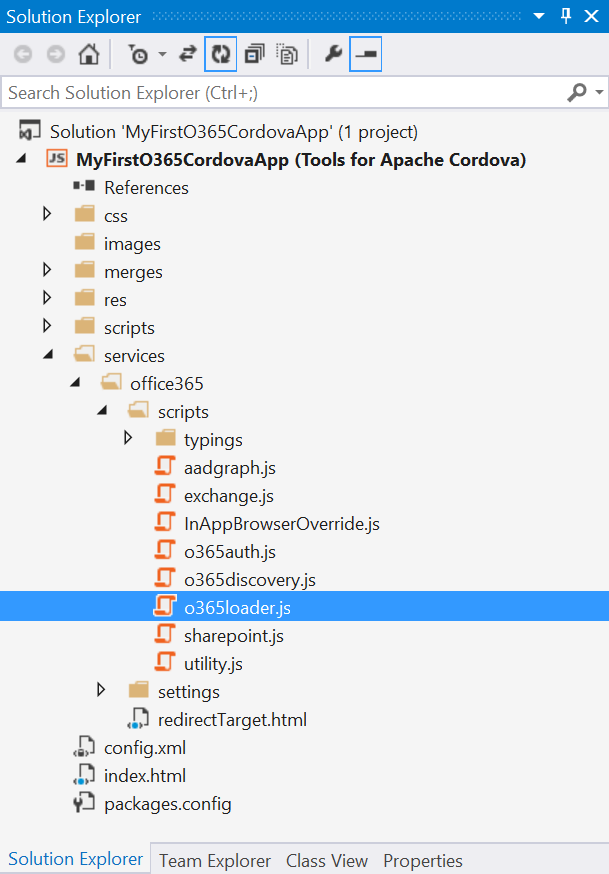 Solution Explorer
Search Solution Explorer (Ctrl+;)
Solution 'MyFirstO365CordovaApp' (1 project)
JS MyFirstO365CordovaApp (Tools for Apache Cordova)
References
css
images
merges
res
scripts
services
office365
scripts
typings
aadgraph.js
exchange.js
InAppBrowserOverride.js
o365auth.js
o365discovery.js
o365loader.js
sharepoint.js
utility.js
settings
redirectTarget.html
config.xml
index.html
packages.config
Solution Explorer Team Explorer Class View Properties